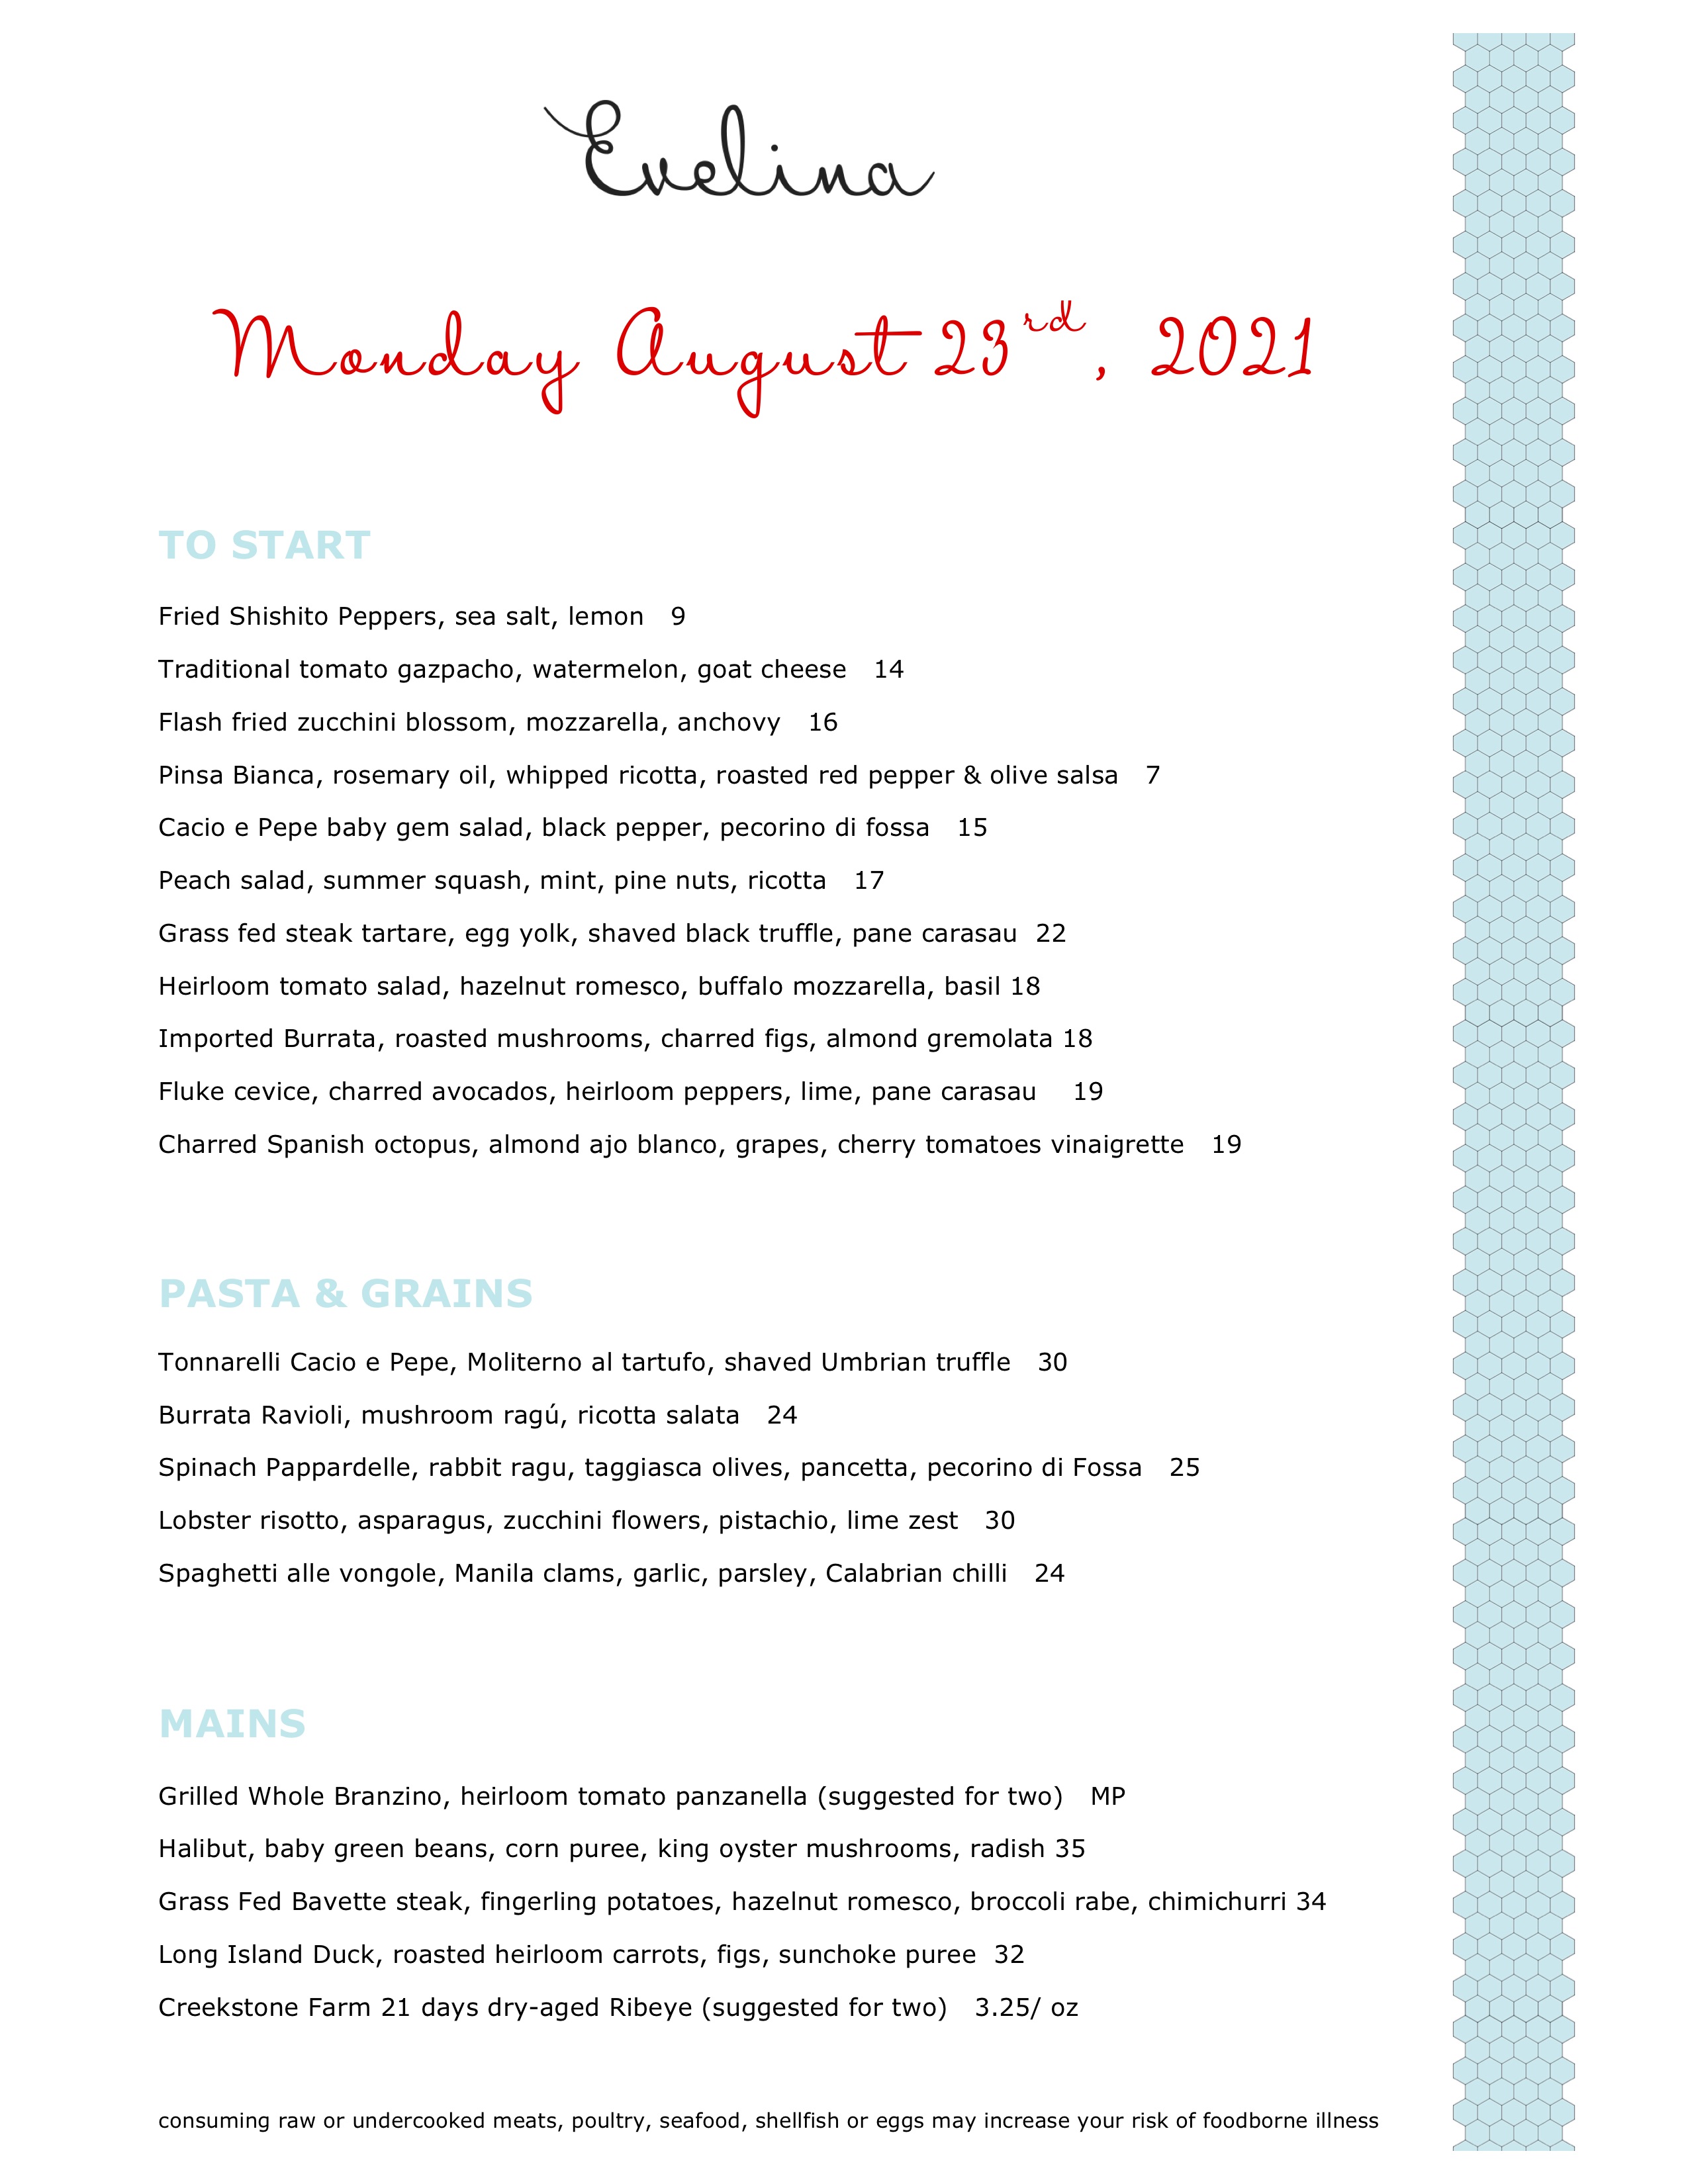 Evelina
Monday August 23rd, 2021
TO START
Fried Shishito Peppers, sea salt, lemon 9
Traditional tomato gazpacho, watermelon, goat cheese 14
Flash fried zucchini blossom, mozzarella, anchovy 16
Pinsa Bianca, rosemary oil, whipped ricotta, roasted red pepper & olive salsa 7
Cacio e Pepe baby gem salad, black pepper, pecorino di fossa 15
Peach salad, summer squash, mint, pine nuts, ricotta 17
Grass fed steak tartare, egg yolk, shaved black truffle, pane carasau 22
Heirloom tomato salad, hazelnut romesco, buffalo mozzarella, basil 18
Imported Burrata, roasted mushrooms, charred figs, almond gremolata 18
Fluke cevice, charred avocados, heirloom peppers, lime, pane carasau 19
Charred Spanish octopus, almond ajo blanco, grapes, cherry tomatoes vinaigrette 19
PASTA & GRAINS
Tonnarelli Cacio e Pepe, Moliterno al tartufo, shaved Umbrian truffle 30
Burrata Ravioli, mushroom ragú, ricotta salata 24
Spinach Pappardelle, rabbit ragu, taggiasca olives, pancetta, pecorino di Fossa 25
Lobster risotto, asparagus, zucchini flowers, pistachio, lime zest 30
Spaghetti alle vongole, Manila clams, garlic, parsley, Calabrian chilli 24
MAINS
Grilled Whole Branzino, heirloom tomato panzanella (suggested for two) MP
Halibut, baby green beans, corn puree, king oyster mushrooms, radish 35
Grass Fed Bavette steak, fingerling potatoes, hazelnut romesco, broccoli rabe, chimichurri 34
Long Island Duck, roasted heirloom carrots, figs, sunchoke puree 32
Creekstone Farm 21 days dry-aged Ribeye (suggested for two) 3.25/ oz
consuming raw or undercooked meats, poultry, seafood, shellfish or eggs may increase your risk of foodborne illness